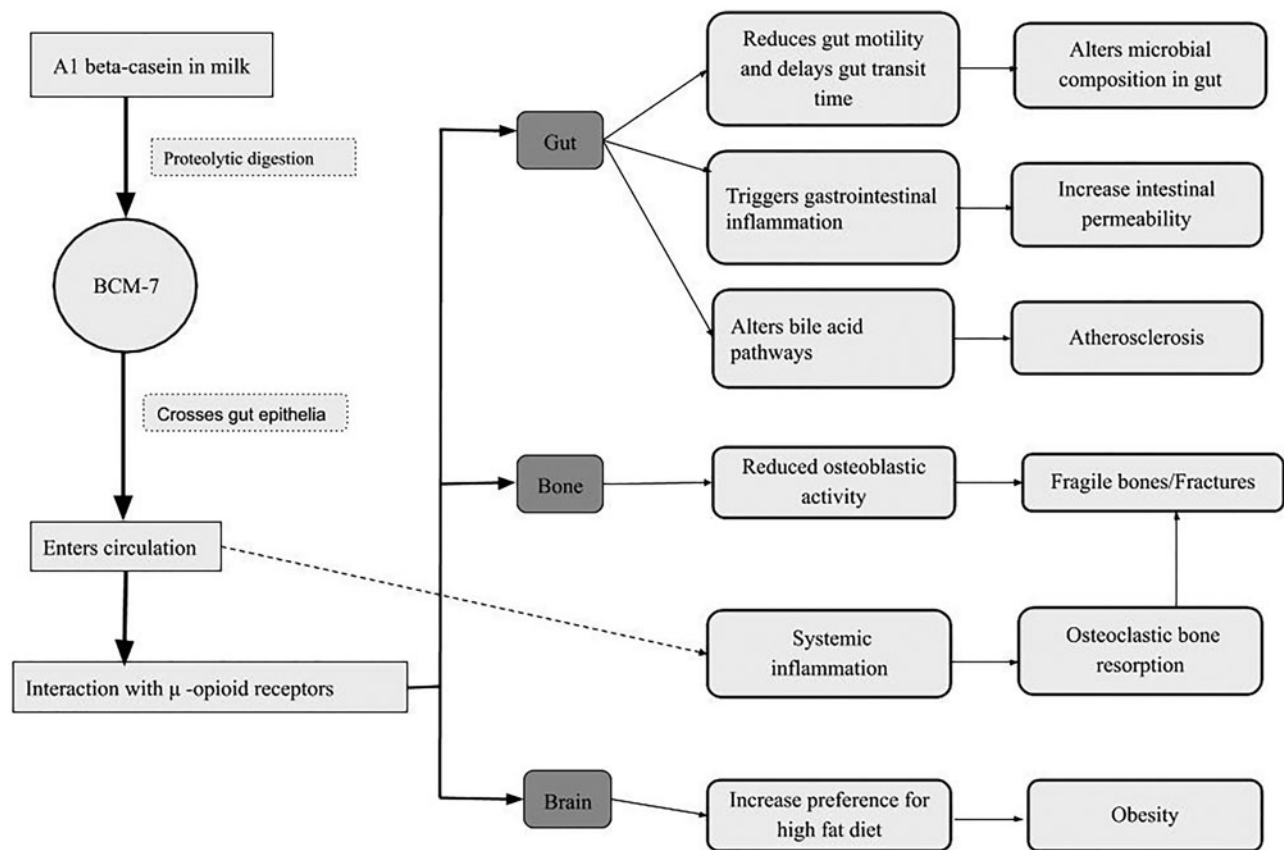 A1 beta-casein in milk
Proteolytic digestion
BCM-7
Crosses gut epithelia
Enters circulation
Interaction with μ -opioid receptors
Gut
Reduces gut motility
and delays gut transit
time
Alters microbial
composition in gut
Triggers gastrointestinal
inflammation
Increase intestinal
permeability
Alters bile acid
pathways
Atherosclerosis
Bone
Reduced osteoblastic
activity
Fragile bones/Fractures
Systemic
inflammation
Osteoclastic bone
resorption
Brain
Increase preference for
high fat diet
Obesity